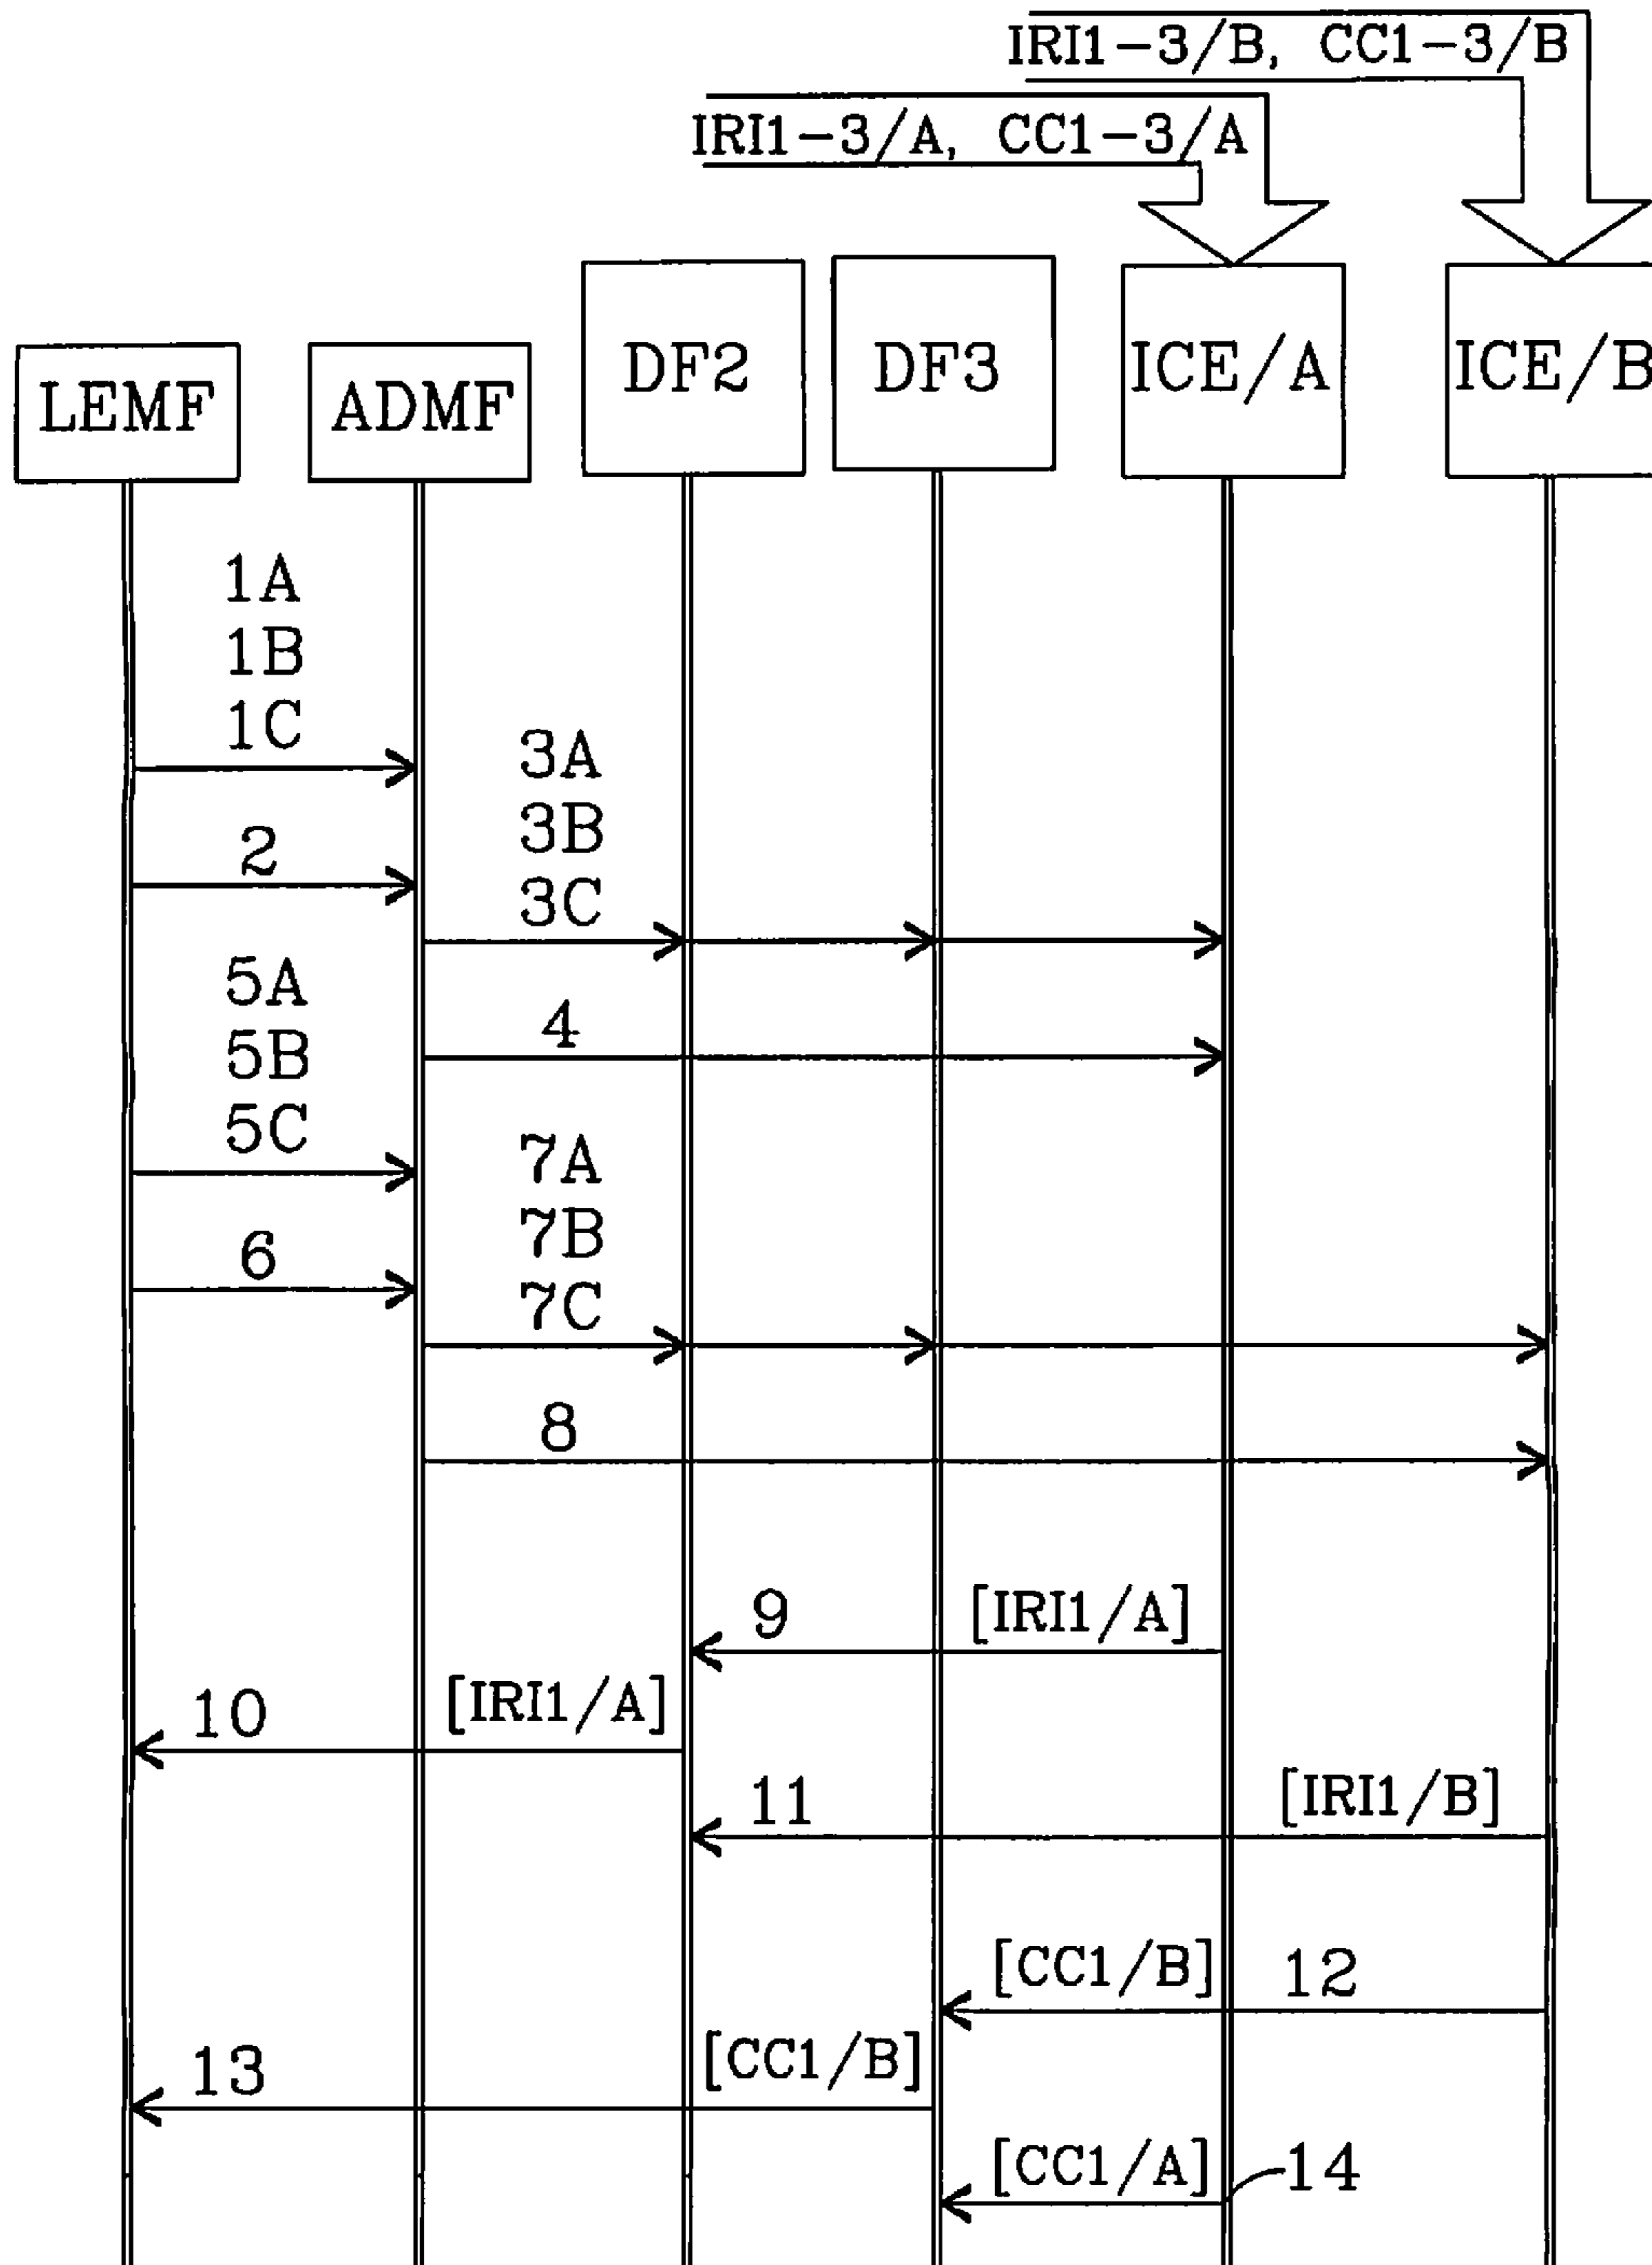 IRI1-3/B, CC1-3/B
IRI1-3/A, CC1-3/A
LEMF
ADMF
DF2
DF3
ICE/A
ICE/B
1A
1B
1C
2
3A
3B
3C
4
5A
5B
5C
6
7A
7B
7C
8
9 [IRI1/A]
10 [IRI1/A]
11 [IRI1/B]
[CC1/B] 12
13 [CC1/B]
[CC1/A] 14